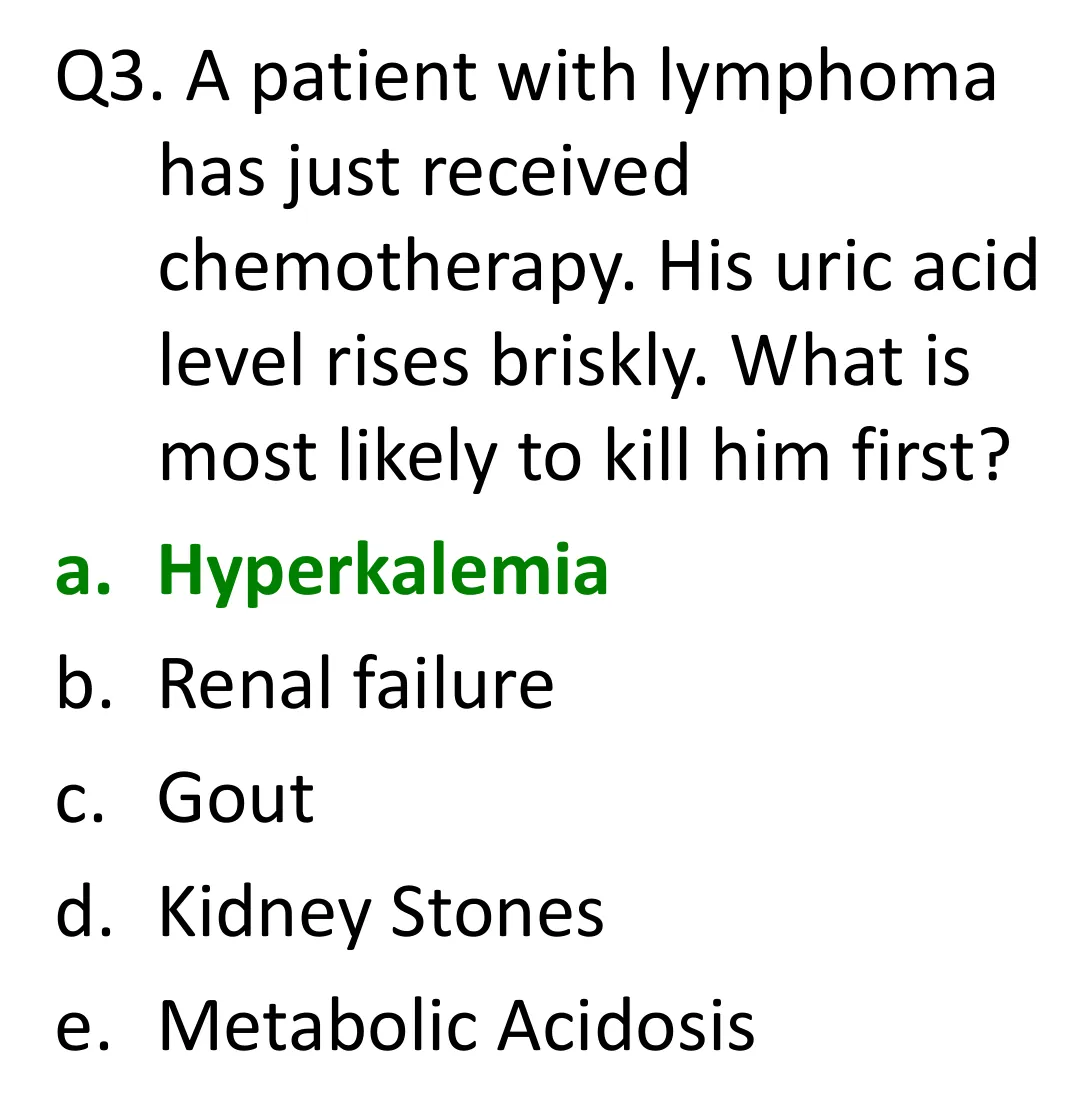 Q3. A patient with lymphoma
has just received
chemotherapy. His uric acid
level rises briskly. What is
most likely to kill him first?
a. Hyperkalemia
b. Renal failure
c. Gout
d. Kidney Stones
e. Metabolic Acidosis